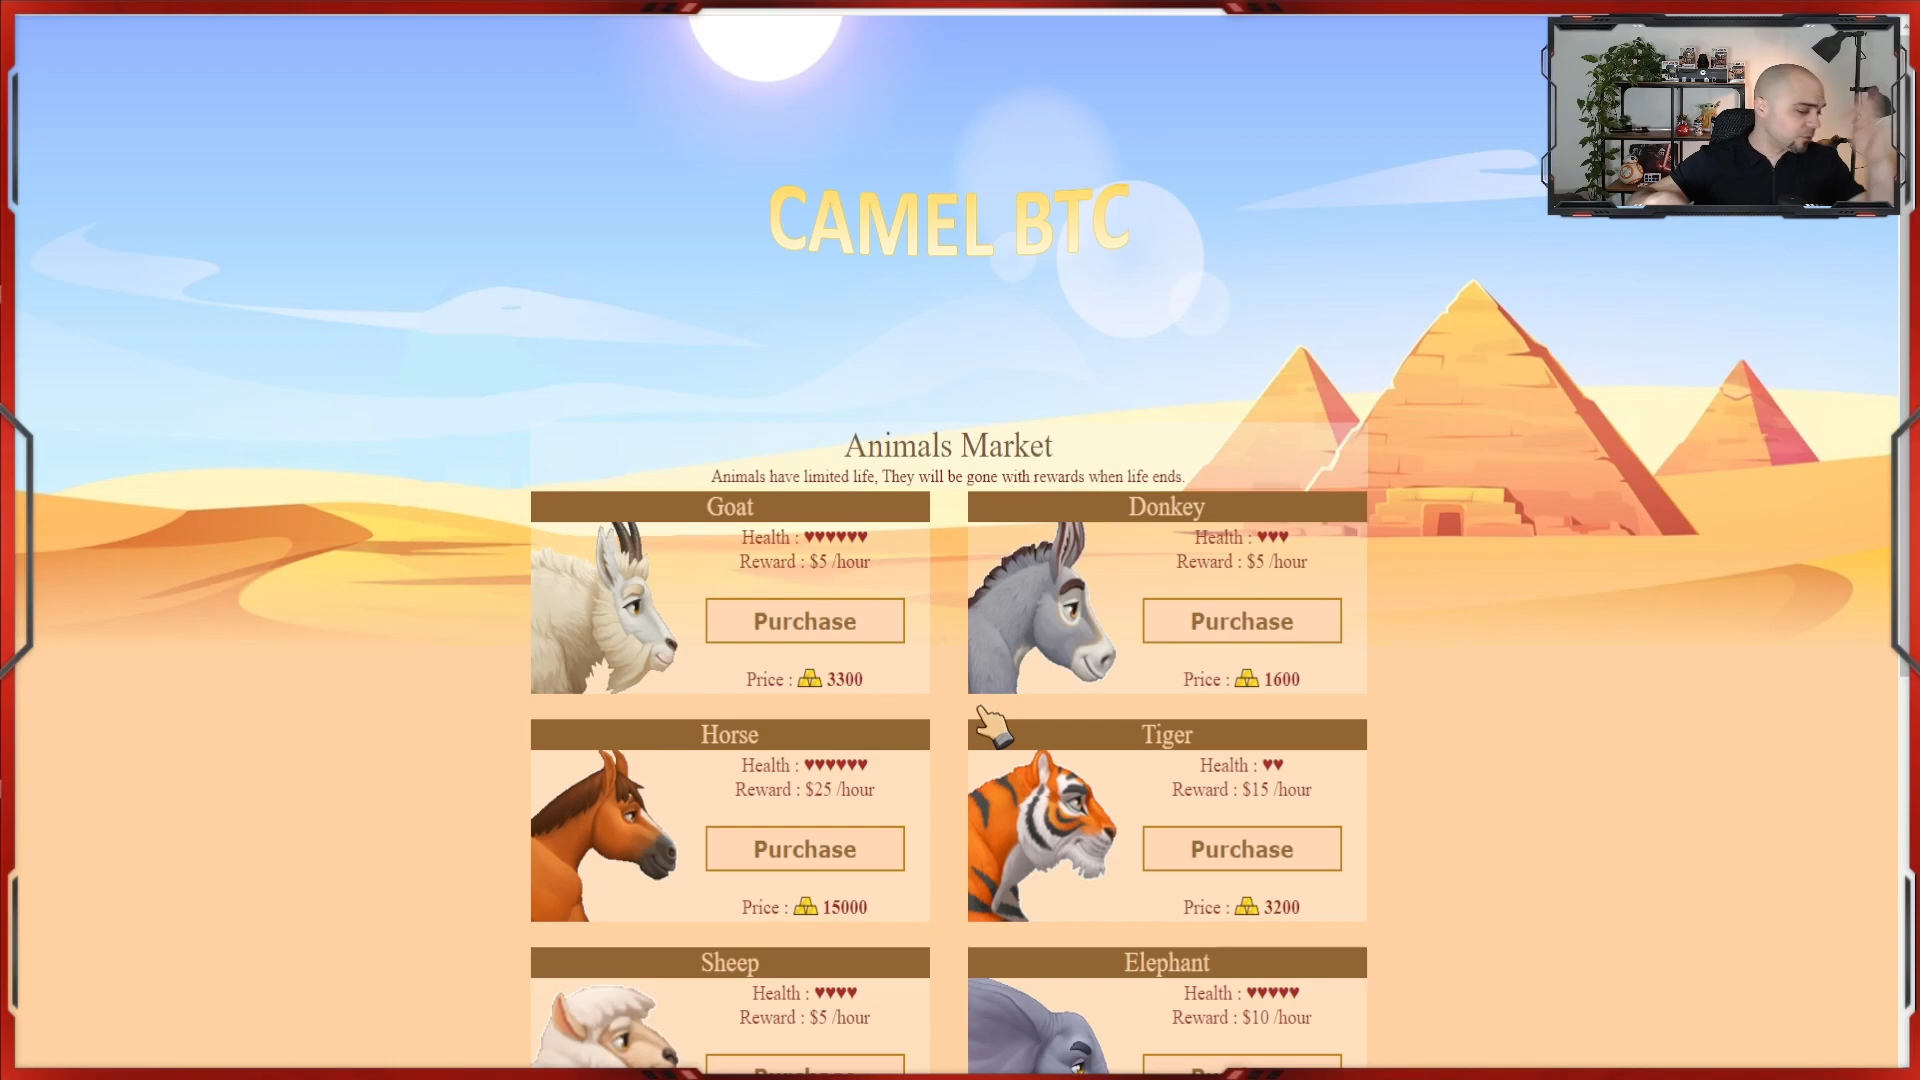 CAMEL BTC
Animals Market
Animals have limited life, They will be gone with rewards when life ends.
Goat
Health : ♥♥♥♥♥♥
Reward : $5 /hour
Purchase
Price : 3300
Donkey
Health : ♥♥♥
Reward : $5 /hour
Purchase
Price : 1600
Horse
Health : ♥♥♥♥♥♥
Reward : $25 /hour
Purchase
Price : 15000
Tiger
Health : ♥♥
Reward : $15 /hour
Purchase
Price : 3200
Sheep
Health : ♥♥♥♥
Reward : $5 /hour
Purchase
Elephant
Health : ♥♥♥♥♥
Reward : $10 /hour